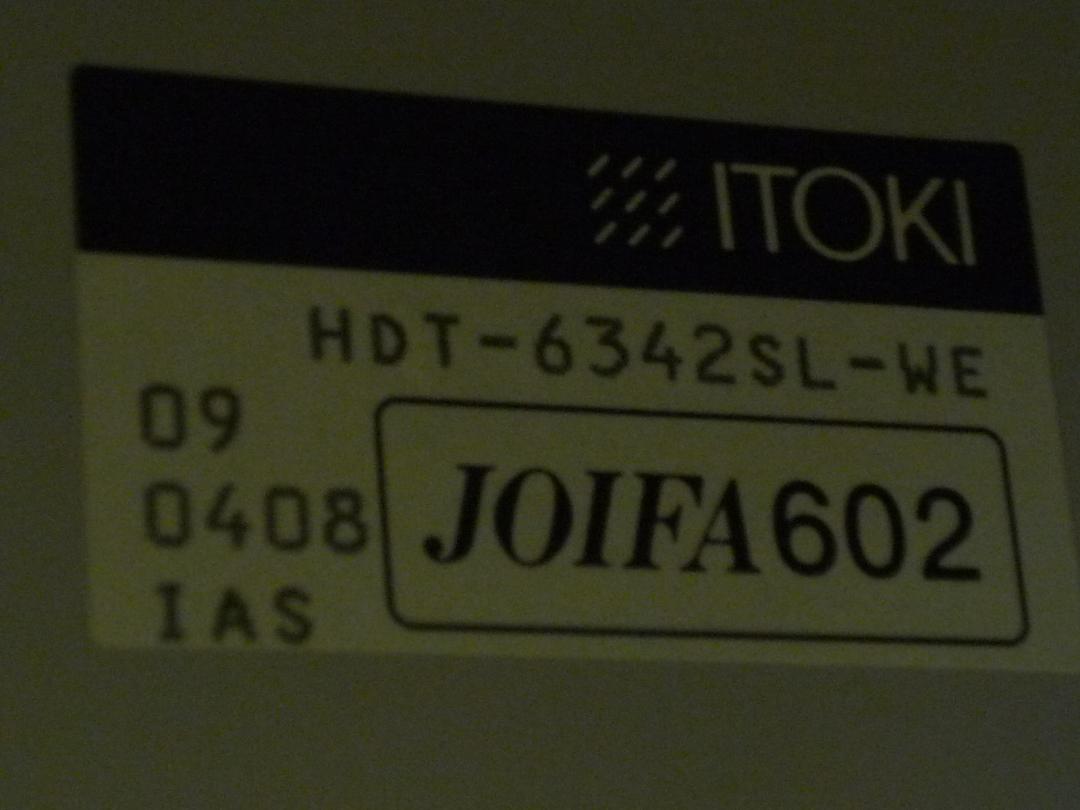 ITOKI
HDT-6342SL-WE
09
0408
IAS
JOIFA602